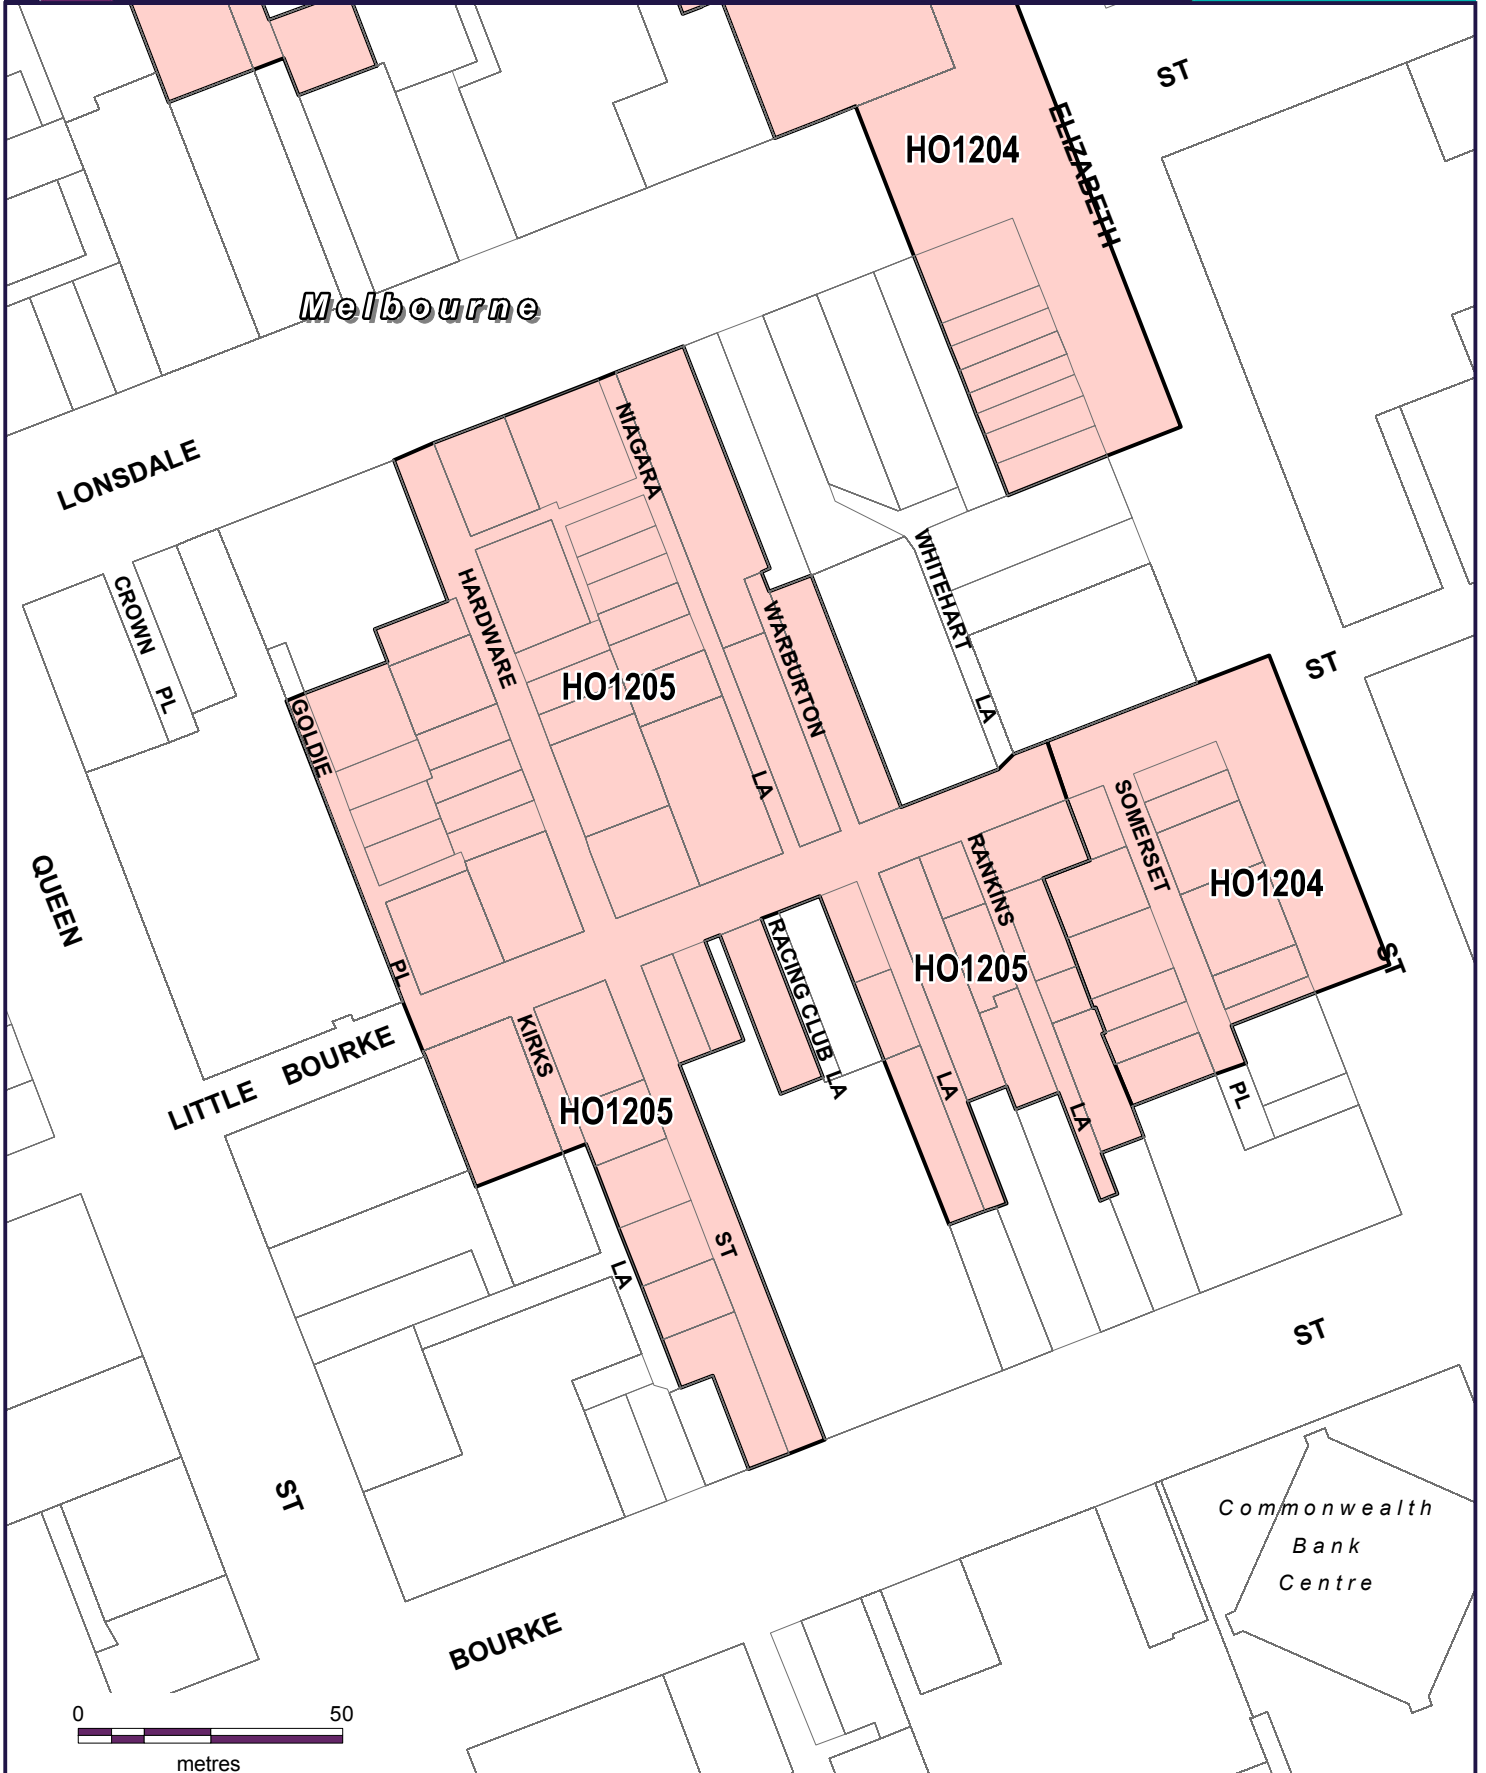 ST
HO1204
ELIZABETH
Melbourne
LONSDALE
NIAGARA
CROWN
PL
HARDWARE
WHITEHART
LA
WARBURTON
LA
HO1205
ST
GOLDIE
PL
SOMERSET
PL
RANKINS
LA
HO1204
ST
QUEEN
ST
HO1205
LA
RACING CLUB LA
LITTLE BOURKE
KIRKS
LA
HO1205
ST
ST
BOURKE
Commonwealth
Bank
Centre
0 50
metres